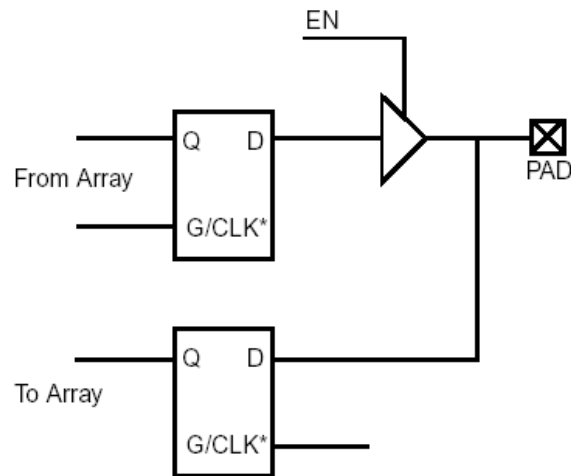 EN
Q D
From Array
G/CLK*
PAD
Q D
To Array
G/CLK*